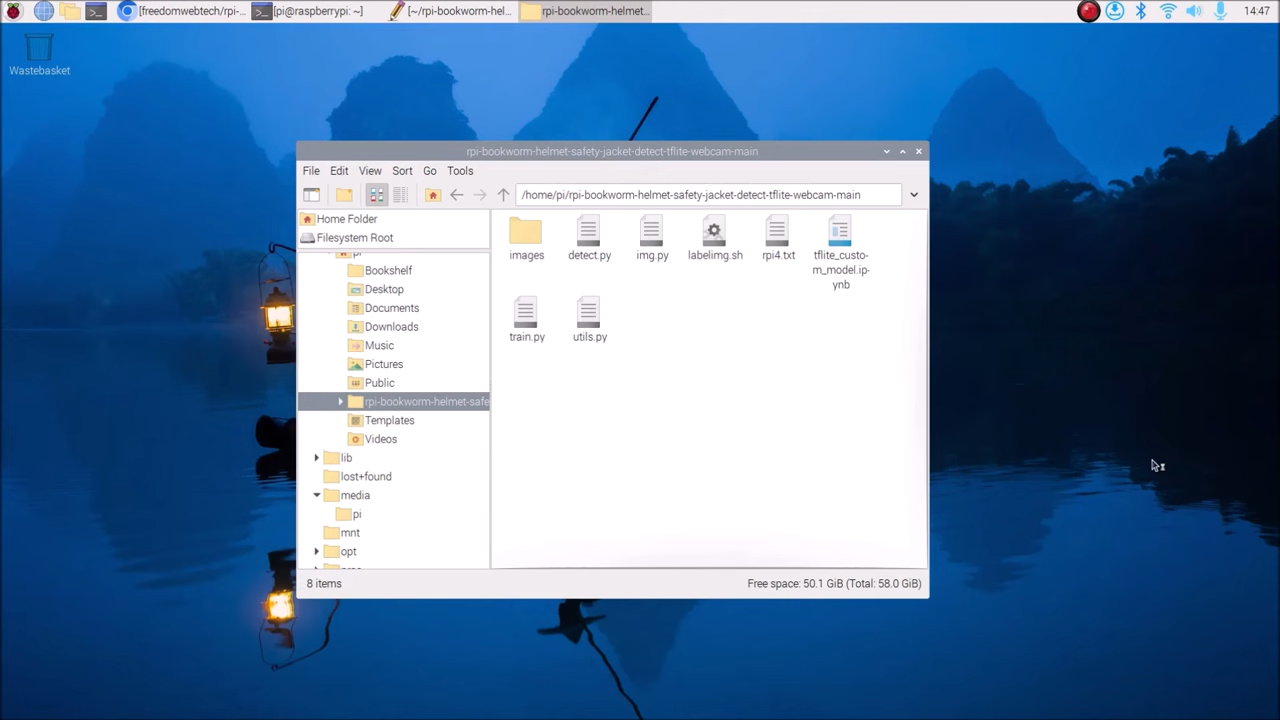 [freedomwebtech/rpi-...
[pi@raspberrypi: ~]
[~/rpi-bookworm-hel...
rpi-bookworm-helmet...
14:47
Wastebasket
rpi-bookworm-helmet-safety-jacket-detect-tflite-webcam-main
File Edit View Sort Go Tools
/home/pi/rpi-bookworm-helmet-safety-jacket-detect-tflite-webcam-main
Home Folder
Filesystem Root
pi
Bookshelf
Desktop
Documents
Downloads
Music
Pictures
Public
rpi-bookworm-helmet-safe
Templates
Videos
lib
lost+found
media
pi
mnt
opt
images
detect.py
img.py
labelimg.sh
rpi4.txt
tflite_custo-
m_model.ip-
ynb
train.py
utils.py
8 items
Free space: 50.1 GiB (Total: 58.0 GiB)